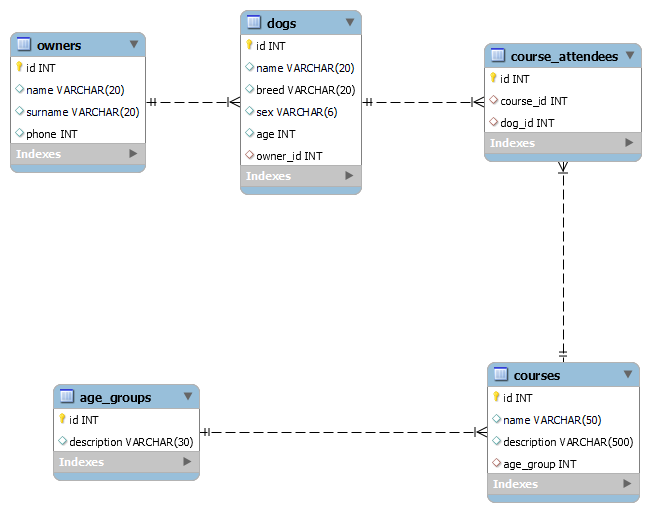 owners
id INT
name VARCHAR(20)
surname VARCHAR(20)
phone INT
Indexes
dogs
id INT
name VARCHAR(20)
breed VARCHAR(20)
sex VARCHAR(6)
age INT
owner_id INT
Indexes
course_attendees
id INT
course_id INT
dog_id INT
Indexes
age_groups
id INT
description VARCHAR(30)
Indexes
courses
id INT
name VARCHAR(50)
description VARCHAR(500)
age_group INT
Indexes